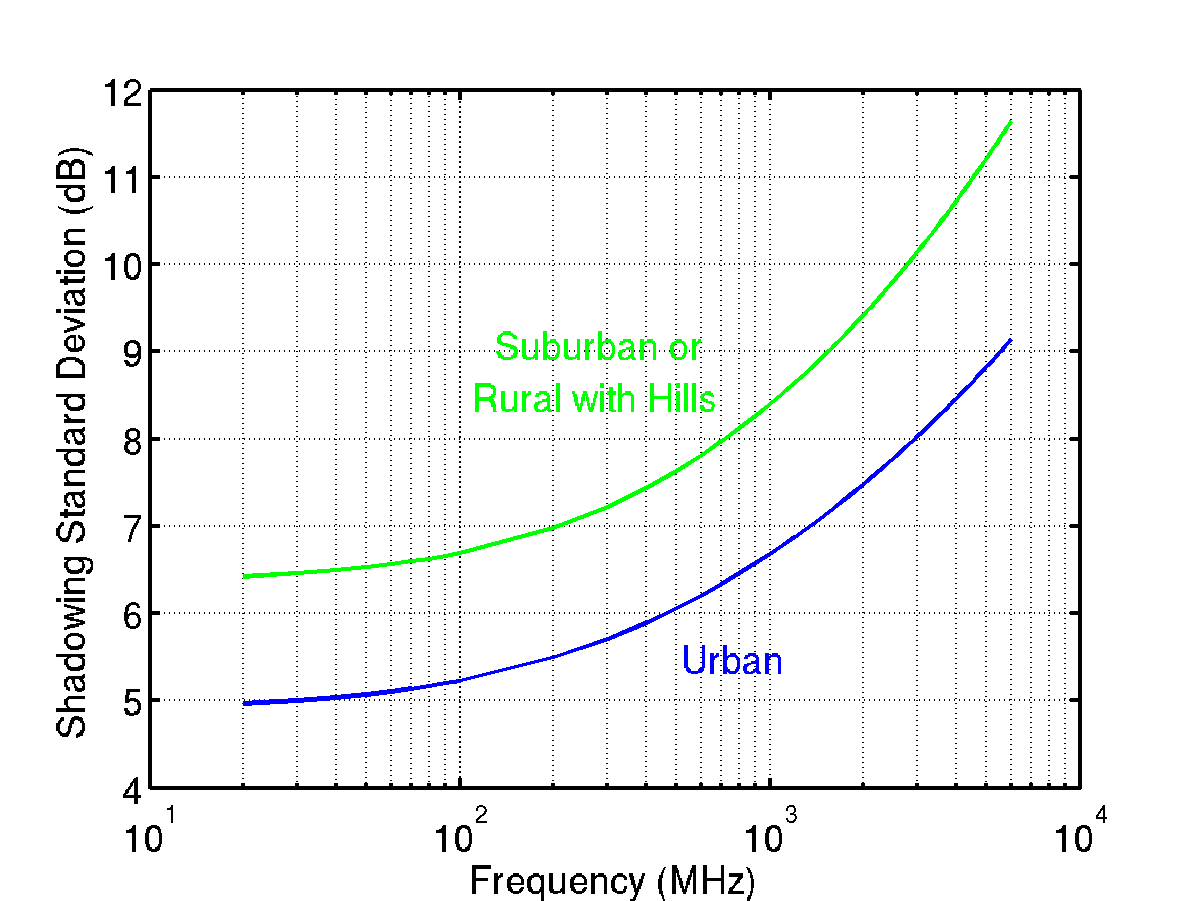 12
11
10
9
8
7
6
5
4
Shadowing Standard Deviation (dB)
Suburban or
Rural with Hills
Urban
10^1 10^2 10^3 10^4
Frequency (MHz)